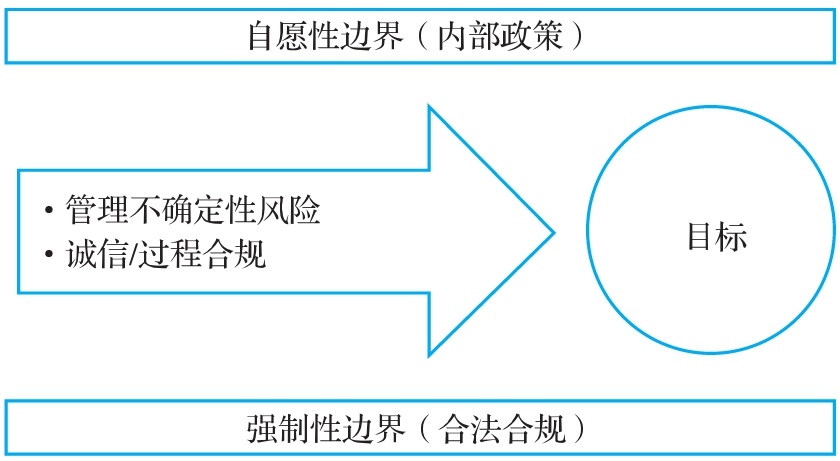 自愿性边界（内部政策）
·管理不确定性风险
·诚信/过程合规
目标
强制性边界（合法合规）